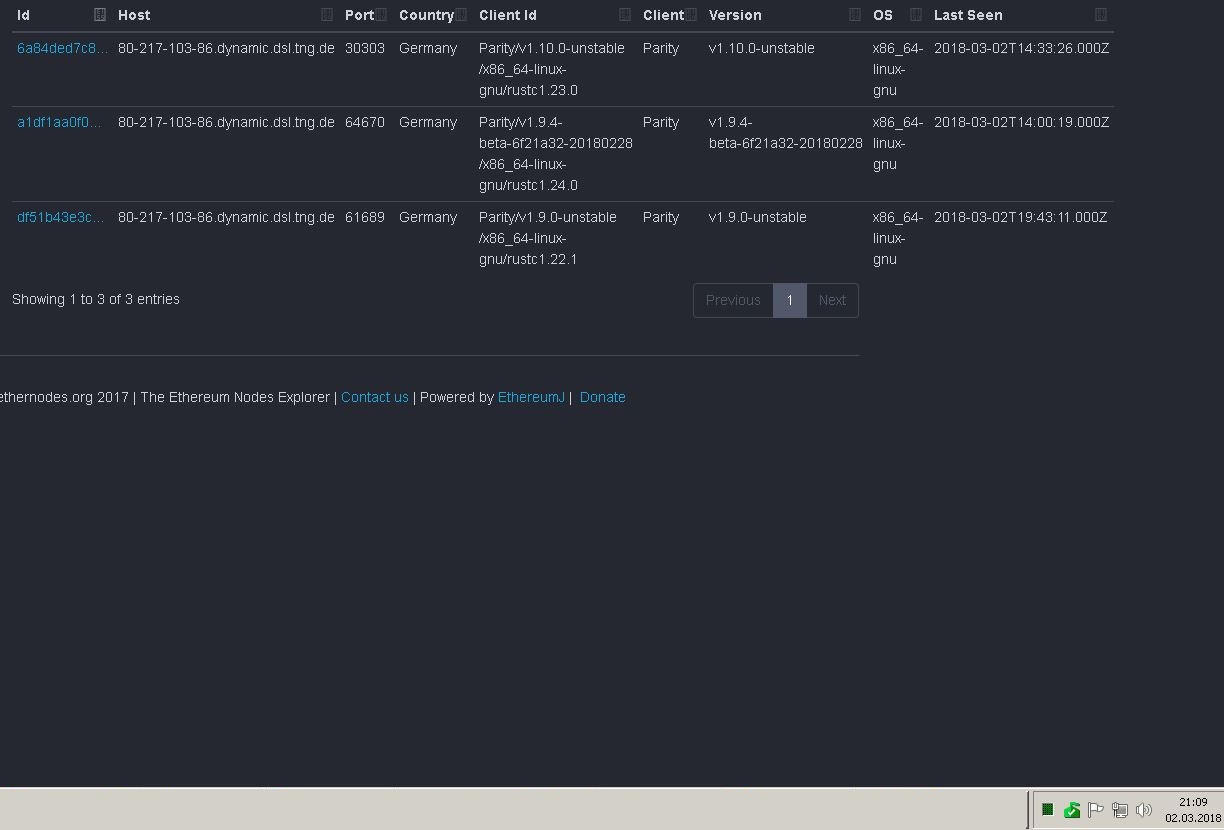 Id Host Port Country Client Id Client Version OS Last Seen
6a84ded7c8... 80-217-103-86.dynamic.dsl.tng.de 30303 Germany Parity/v1.10.0-unstable Parity v1.10.0-unstable x86_64- 2018-03-02T14:33:26.000Z
/x86_64-linux- linux-
gnu/rustc1.23.0 gnu
a1df1aa0f0... 80-217-103-86.dynamic.dsl.tng.de 64670 Germany Parity/v1.9.4- Parity v1.9.4- x86_64- 2018-03-02T14:00:19.000Z
beta-6f21a32-20180228 beta-6f21a32-20180228 linux-
/x86_64-linux- gnu
gnu/rustc1.24.0
df51b43e3c... 80-217-103-86.dynamic.dsl.tng.de 61689 Germany Parity/v1.9.0-unstable Parity v1.9.0-unstable x86_64- 2018-03-02T19:43:11.000Z
/x86_64-linux- linux-
gnu/rustc1.22.1 gnu
Showing 1 to 3 of 3 entries Previous 1 Next
ethernodes.org 2017 | The Ethereum Nodes Explorer | Contact us | Powered by EthereumJ | Donate
21:09
02.03.2018